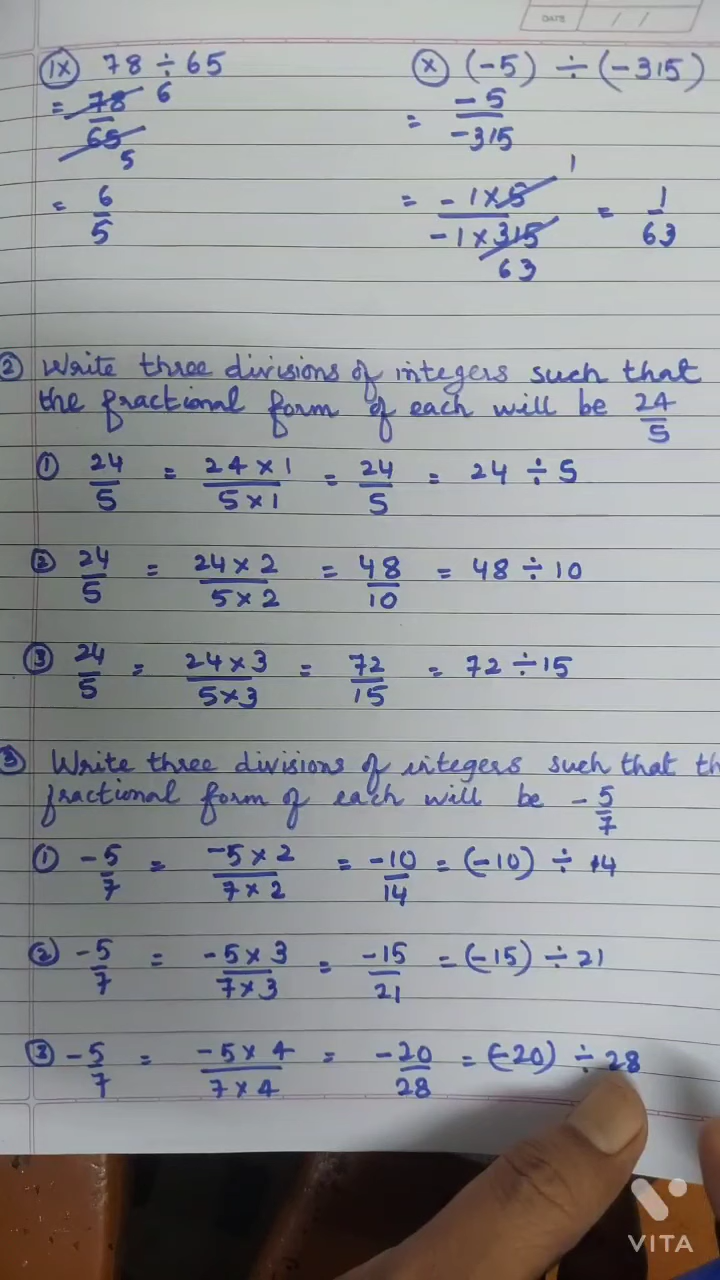 DATE / /
(ix) 78 ÷ 65
= 78/65 6 5
= 6/5
(x) (-5) ÷ (-315)
= -5/-315
= -1×5/-1×315 = 1/63
1
63
② Write three divisions of integers such that
the fractional form of each will be 24/5
① 24/5 = 24×1/5×1 = 24/5 = 24 ÷ 5
② 24/5 = 24×2/5×2 = 48/10 = 48 ÷ 10
③ 24/5 = 24×3/5×3 = 72/15 = 72 ÷ 15
③ Write three divisions of integers such that th
fractional form of each will be -5/7
① -5/7 = -5×2/7×2 = -10/14 = (-10) ÷ 14
② -5/7 = -5×3/7×3 = -15/21 = (-15) ÷ 21
③ -5/7 = -5×4/7×4 = -20/28 = (-20) ÷ 28
VITA